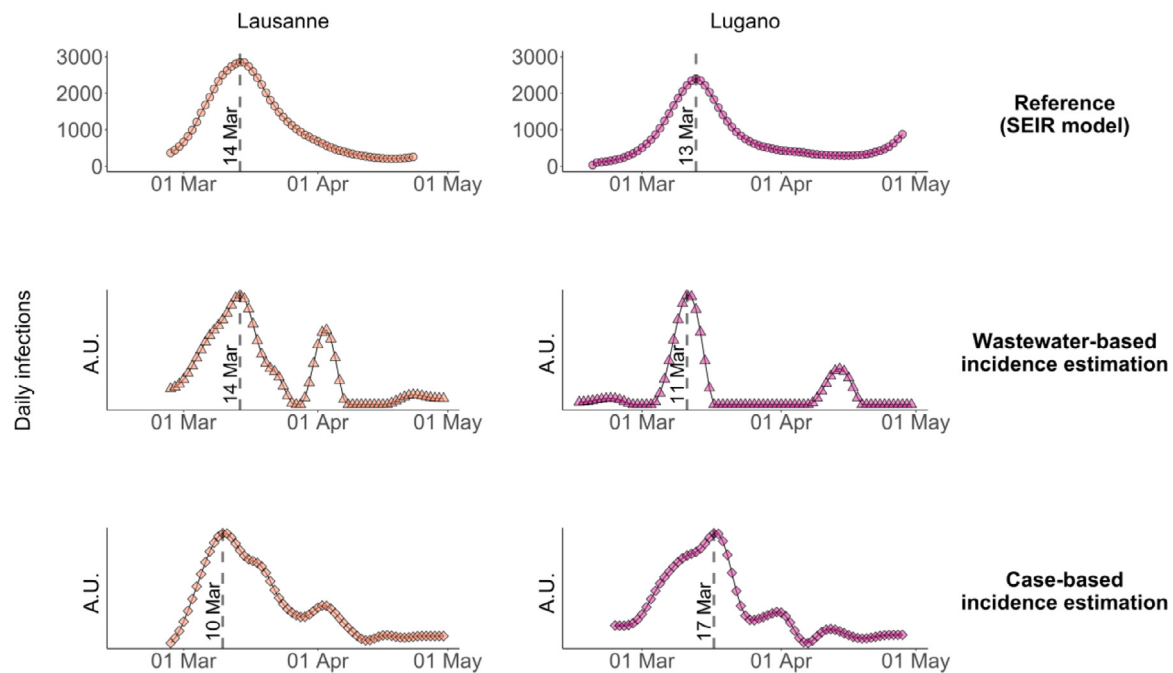 Lausanne
Lugano
3000
2000
1000
0
14 Mar
01 Mar
01 Apr
01 May
3000
2000
1000
0
13 Mar
01 Mar
01 Apr
01 May
Reference
(SEIR model)
Daily infections
A.U.
14 Mar
01 Mar
01 Apr
01 May
A.U.
11 Mar
01 Mar
01 Apr
01 May
Wastewater-based
incidence estimation
A.U.
10 Mar
01 Mar
01 Apr
01 May
A.U.
17 Mar
01 Mar
01 Apr
01 May
Case-based
incidence estimation